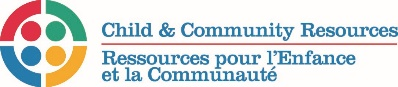 Child & Community Resources
Ressources pour l'Enfance
et la Communauté